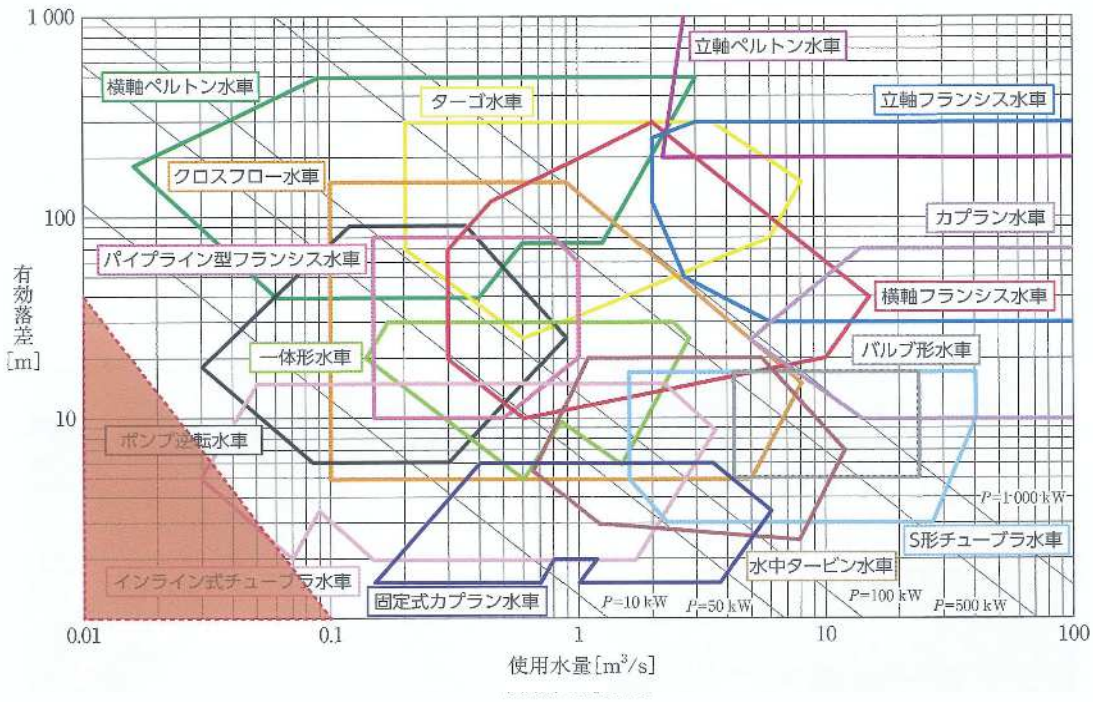 1 000
立軸ペルトン水車
横軸ペルトン水車
ターゴ水車
立軸フランシス水車
クロスフロー水車
100
カプラン水車
パイプライン型フランシス水車
有効落差
[m]
横軸フランシス水車
一体形水車
バルブ形水車
10
ポンプ逆転水車
P=1 000 kW
S形チューブラ水車
水中タービン水車
インライン式チューブラ水車
固定式カプラン水車
P=10 kW
P=50 kW
P=100 kW
P=500 kW
0.01
0.1
1
10
100
使用水量[m³/s]